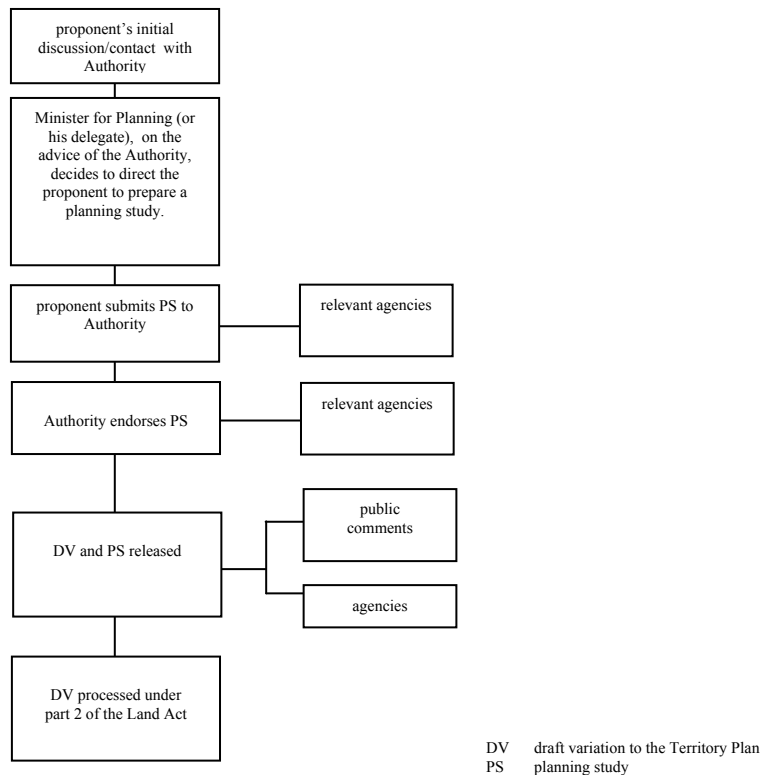 proponent's initial
discussion/contact with
Authority
Minister for Planning (or
his delegate), on the
advice of the Authority,
decides to direct the
proponent to prepare a
planning study.
proponent submits PS to
Authority
relevant agencies
Authority endorses PS
relevant agencies
DV and PS released
public
comments
agencies
DV processed under
part 2 of the Land Act
DV draft variation to the Territory Plan
PS planning study